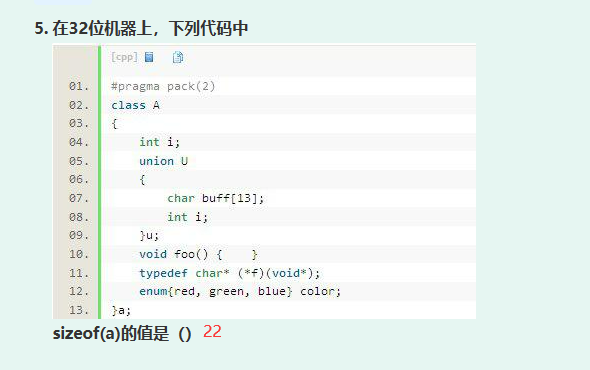 5. 在32位机器上，下列代码中
[cpp]
01. #pragma pack(2)
02. class A
03. {
04. int i;
05. union U
06. {
07. char buff[13];
08. int i;
09. }u;
10. void foo() { }
11. typedef char* (*f)(void*);
12. enum{red, green, blue} color;
13. }a;
sizeof(a)的值是（）22